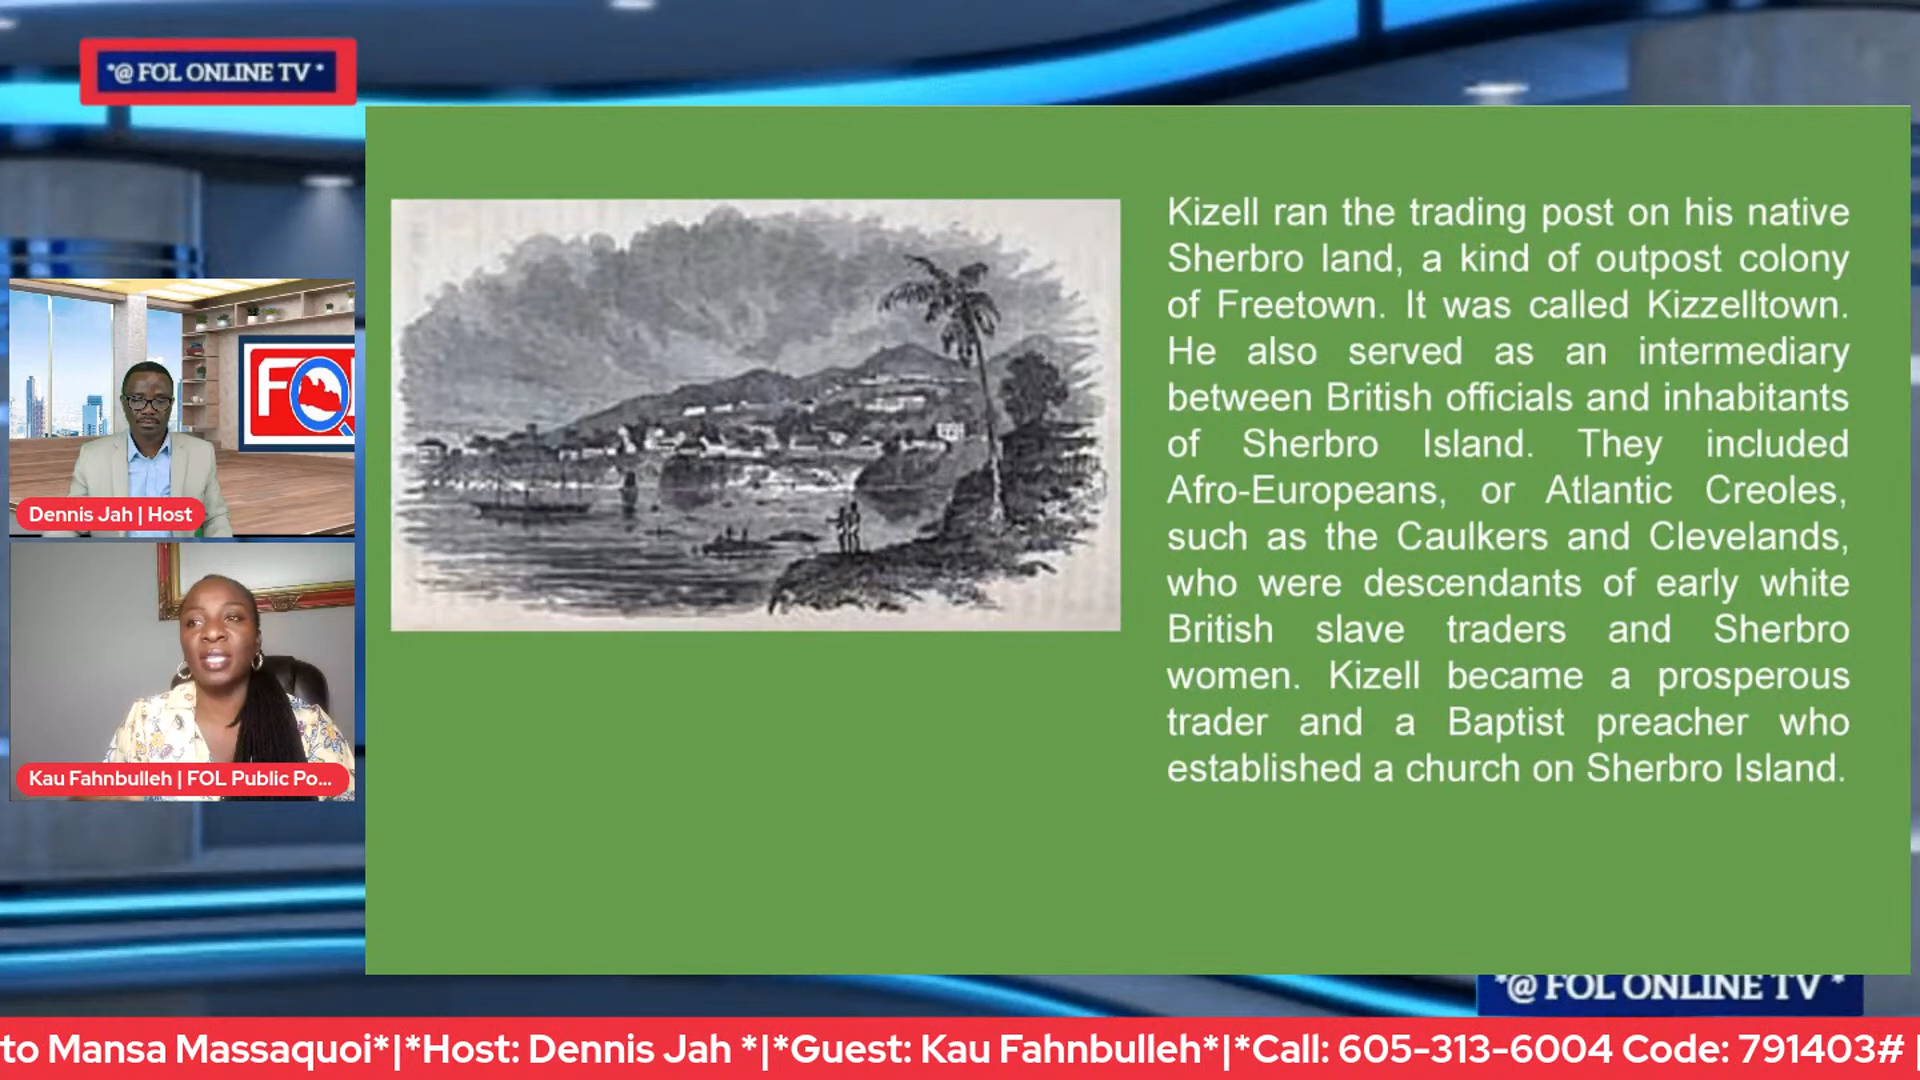 *@ FOL ONLINE TV *
Kizell ran the trading post on his native
Sherbro land, a kind of outpost colony
of Freetown. It was called Kizzelltown.
He also served as an intermediary
between British officials and inhabitants
of Sherbro Island. They included
Afro-Europeans, or Atlantic Creoles,
such as the Caulkers and Clevelands,
who were descendants of early white
British slave traders and Sherbro
women. Kizell became a prosperous
trader and a Baptist preacher who
established a church on Sherbro Island.
Dennis Jah | Host
Kau Fahnbulleh | FOL Public Po...
*@ FOL ONLINE TV *
to Mansa Massaquoi*|*Host: Dennis Jah *|*Guest: Kau Fahnbulleh*|*Call: 605-313-6004 Code: 791403# |